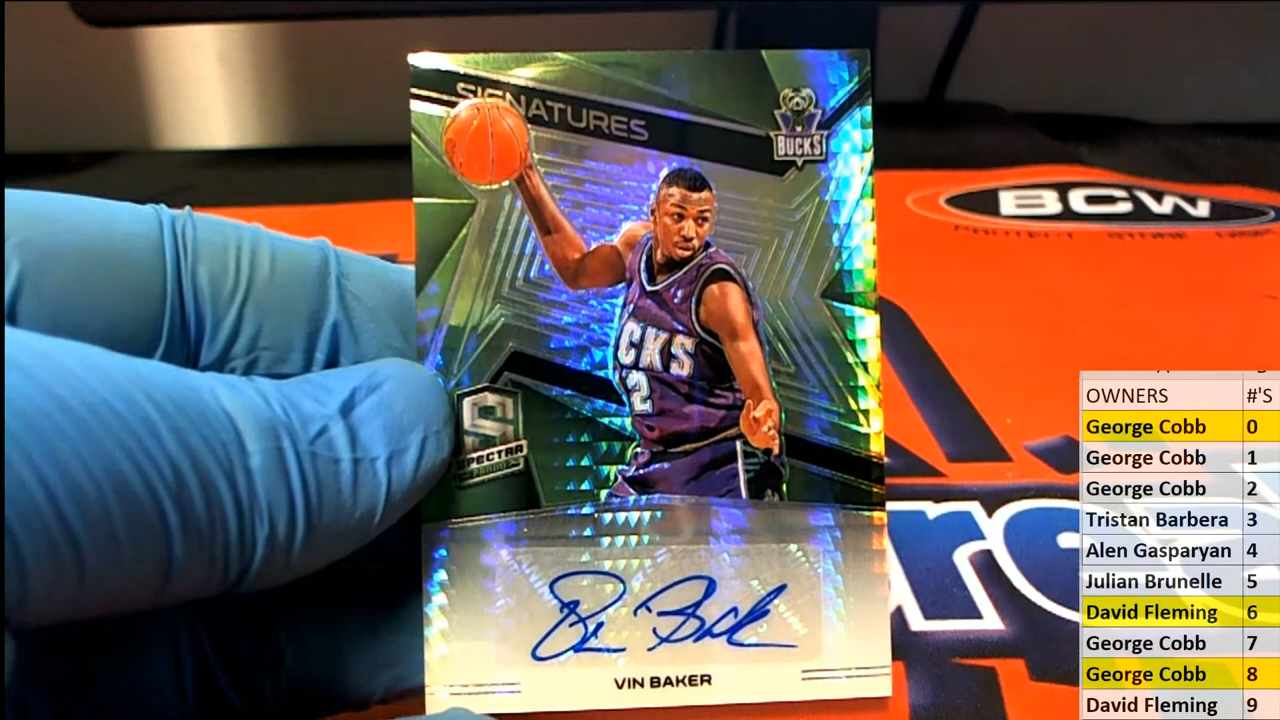 SIGNATURES
BUCKS
CKS
2
SPECTRA
PANINI
VIN BAKER
BCW
OWNERS #'S
George Cobb 0
George Cobb 1
George Cobb 2
Tristan Barbera 3
Alen Gasparyan 4
Julian Brunelle 5
David Fleming 6
George Cobb 7
George Cobb 8
David Fleming 9